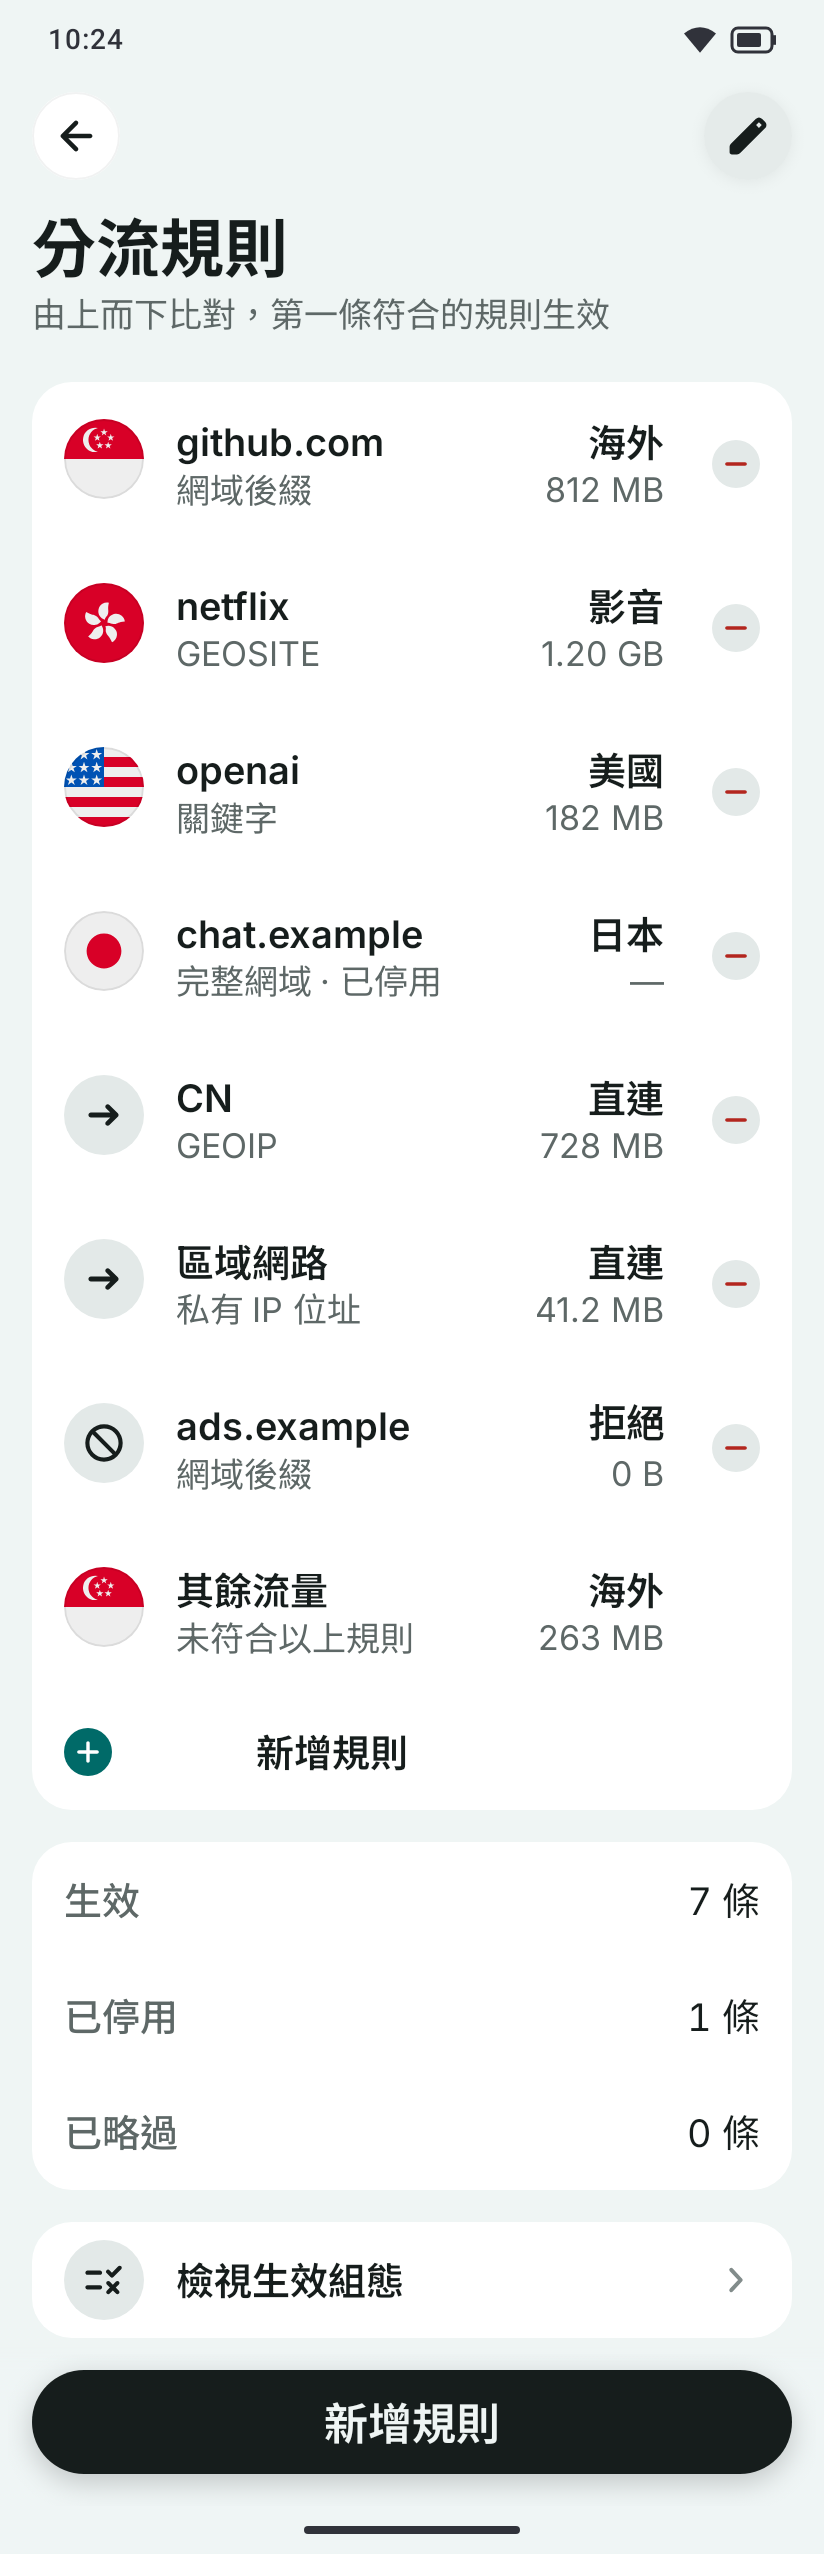 10:24
分流規則
由上而下比對，第一條符合的規則生效
github.com 海外
網域後綴 812 MB
netflix 影音
GEOSITE 1.20 GB
openai 美國
關鍵字 182 MB
chat.example 日本
完整網域 · 已停用 —
CN 直連
GEOIP 728 MB
區域網路 直連
私有 IP 位址 41.2 MB
ads.example 拒絕
網域後綴 0 B
其餘流量 海外
未符合以上規則 263 MB
新增規則
生效 7 條
已停用 1 條
已略過 0 條
檢視生效組態
新增規則